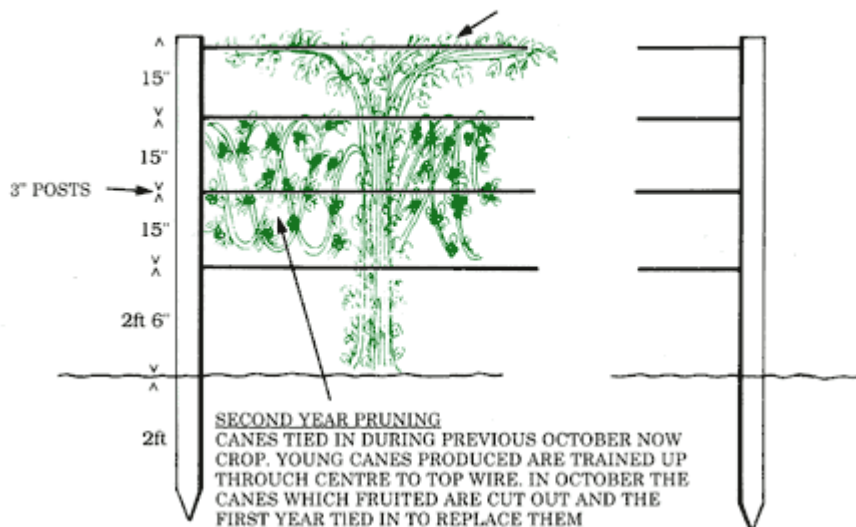 15"
15"
3" POSTS
15"
2ft 6"
2ft
SECOND YEAR PRUNING
CANES TIED IN DURING PREVIOUS OCTOBER NOW
CROP. YOUNG CANES PRODUCED ARE TRAINED UP
THROUCH CENTRE TO TOP WIRE. IN OCTOBER THE
CANES WHICH FRUITED ARE CUT OUT AND THE
FIRST YEAR TIED IN TO REPLACE THEM